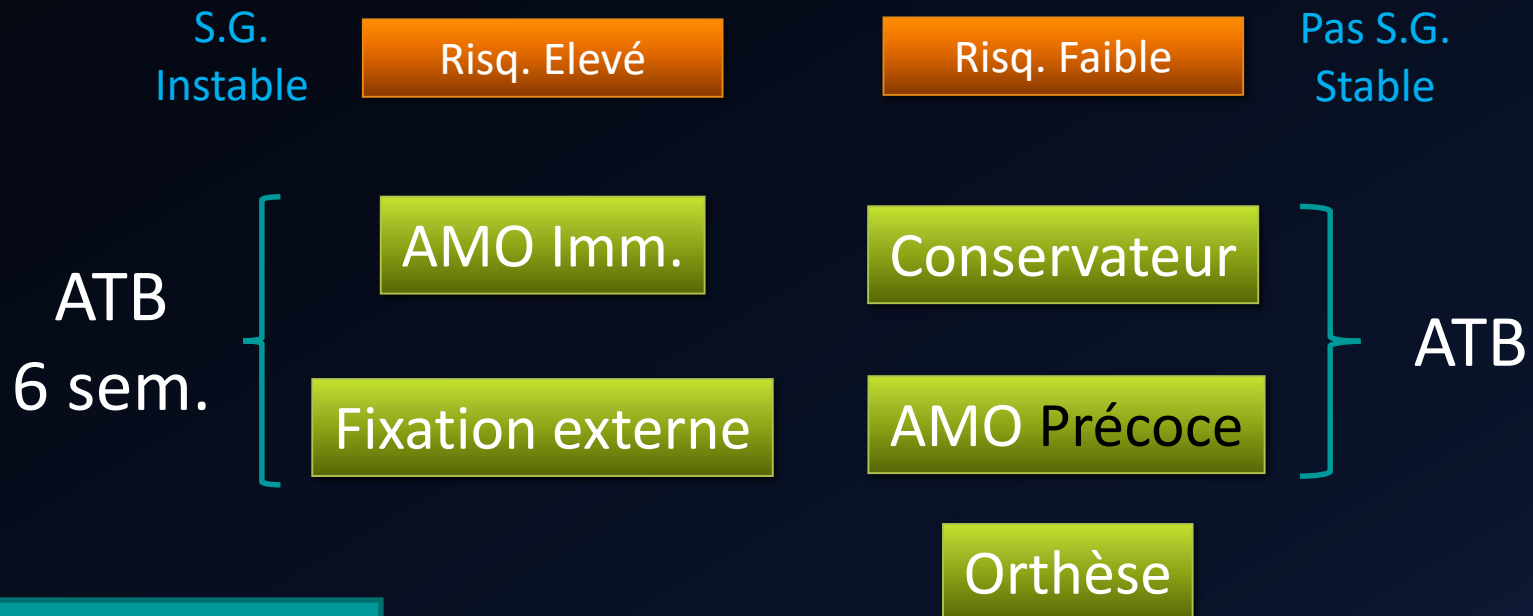 S.G.
Instable
Risq. Elevé
Risq. Faible
Pas S.G.
Stable
ATB
6 sem.
AMO Imm.
Fixation externe
Conservateur
AMO Précoce
Orthèse
ATB